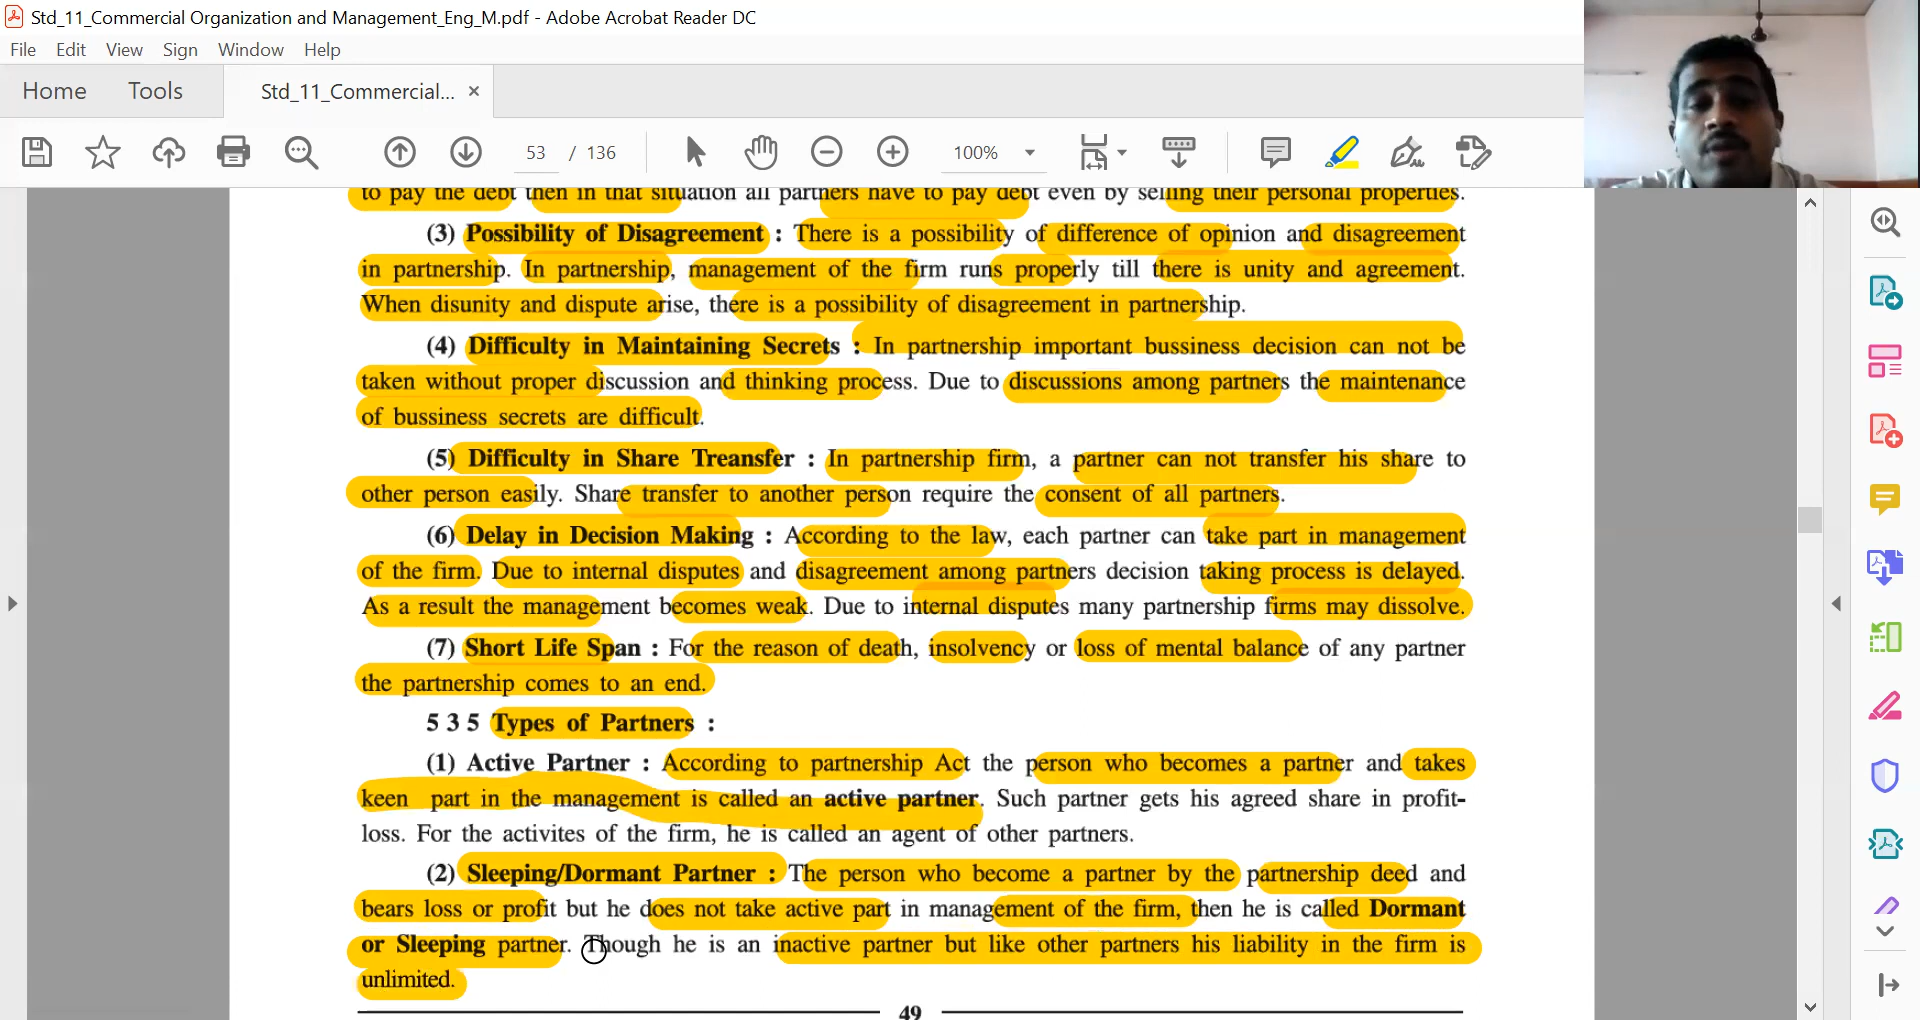 Std_11_Commercial Organization and Management_Eng_M.pdf - Adobe Acrobat Reader DC
File Edit View Sign Window Help
Home Tools Std_11_Commercial... ×
53 / 136 100%
to pay the debt then in that situation all partners have to pay debt even by selling their personal properties.
(3) Possibility of Disagreement : There is a possibility of difference of opinion and disagreement
in partnership. In partnership, management of the firm runs properly till there is unity and agreement.
When disunity and dispute arise, there is a possibility of disagreement in partnership.
(4) Difficulty in Maintaining Secrets : In partnership important bussiness decision can not be
taken without proper discussion and thinking process. Due to discussions among partners the maintenance
of bussiness secrets are difficult.
(5) Difficulty in Share Treansfer : In partnership firm, a partner can not transfer his share to
other person easily. Share transfer to another person require the consent of all partners.
(6) Delay in Decision Making : According to the law, each partner can take part in management
of the firm. Due to internal disputes and disagreement among partners decision taking process is delayed.
As a result the management becomes weak. Due to internal disputes many partnership firms may dissolve.
(7) Short Life Span : For the reason of death, insolvency or loss of mental balance of any partner
the partnership comes to an end.
5 3 5 Types of Partners :
(1) Active Partner : According to partnership Act the person who becomes a partner and takes
keen part in the management is called an active partner. Such partner gets his agreed share in profit-
loss. For the activites of the firm, he is called an agent of other partners.
(2) Sleeping/Dormant Partner : The person who become a partner by the partnership deed and
bears loss or profit but he does not take active part in management of the firm, then he is called Dormant
or Sleeping partner. Though he is an inactive partner but like other partners his liability in the firm is
unlimited.
49